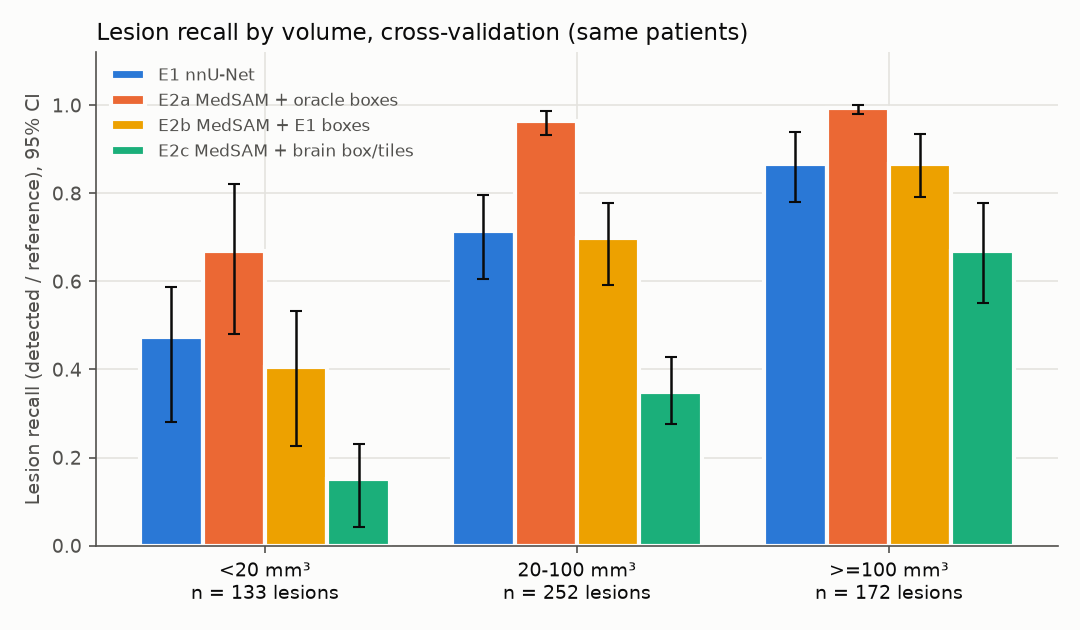 Lesion recall by volume, cross-validation (same patients)
E1 nnU-Net
E2a MedSAM + oracle boxes
E2b MedSAM + E1 boxes
E2c MedSAM + brain box/tiles
Lesion recall (detected / reference), 95% CI
1.0
0.8
0.6
0.4
0.2
0.0
<20 mm³
20-100 mm³
>=100 mm³
n = 133 lesions
n = 252 lesions
n = 172 lesions